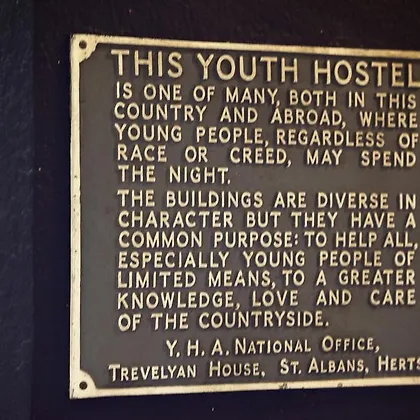 THIS YOUTH HOSTEL
IS ONE OF MANY, BOTH IN THIS
COUNTRY AND ABROAD, WHERE
YOUNG PEOPLE, REGARDLESS OF
RACE OR CREED, MAY SPEND
THE NIGHT.
THE BUILDINGS ARE DIVERSE IN
CHARACTER BUT THEY HAVE A
COMMON PURPOSE: TO HELP ALL,
ESPECIALLY YOUNG PEOPLE OF
LIMITED MEANS, TO A GREATER
KNOWLEDGE, LOVE AND CARE
OF THE COUNTRYSIDE.
Y. H. A. NATIONAL OFFICE,
TREVELYAN HOUSE, ST. ALBANS, HERTS